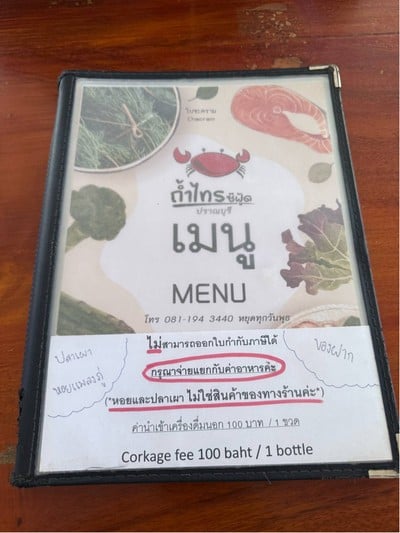 ใบชะคราม
Chacram
ถ้ำไทรซีฟู้ด
ปราณบุรี
เมนู
MENU
โทร 081-194 3440 หยุดทุกวันพุธ
ไม่สามารถออกใบกำกับภาษีได้
ปลาเผา
หอยแมลงภู่
ของฝาก
กรุณาจ่ายแยกกับค่าอาหารค่ะ
(*หอยและปลาเผา ไม่ใช่สินค้าของทางร้านค่ะ*)
ค่านำเข้าเครื่องดื่มนอก 100 บาท / 1 ขวด
Corkage fee 100 baht / 1 bottle